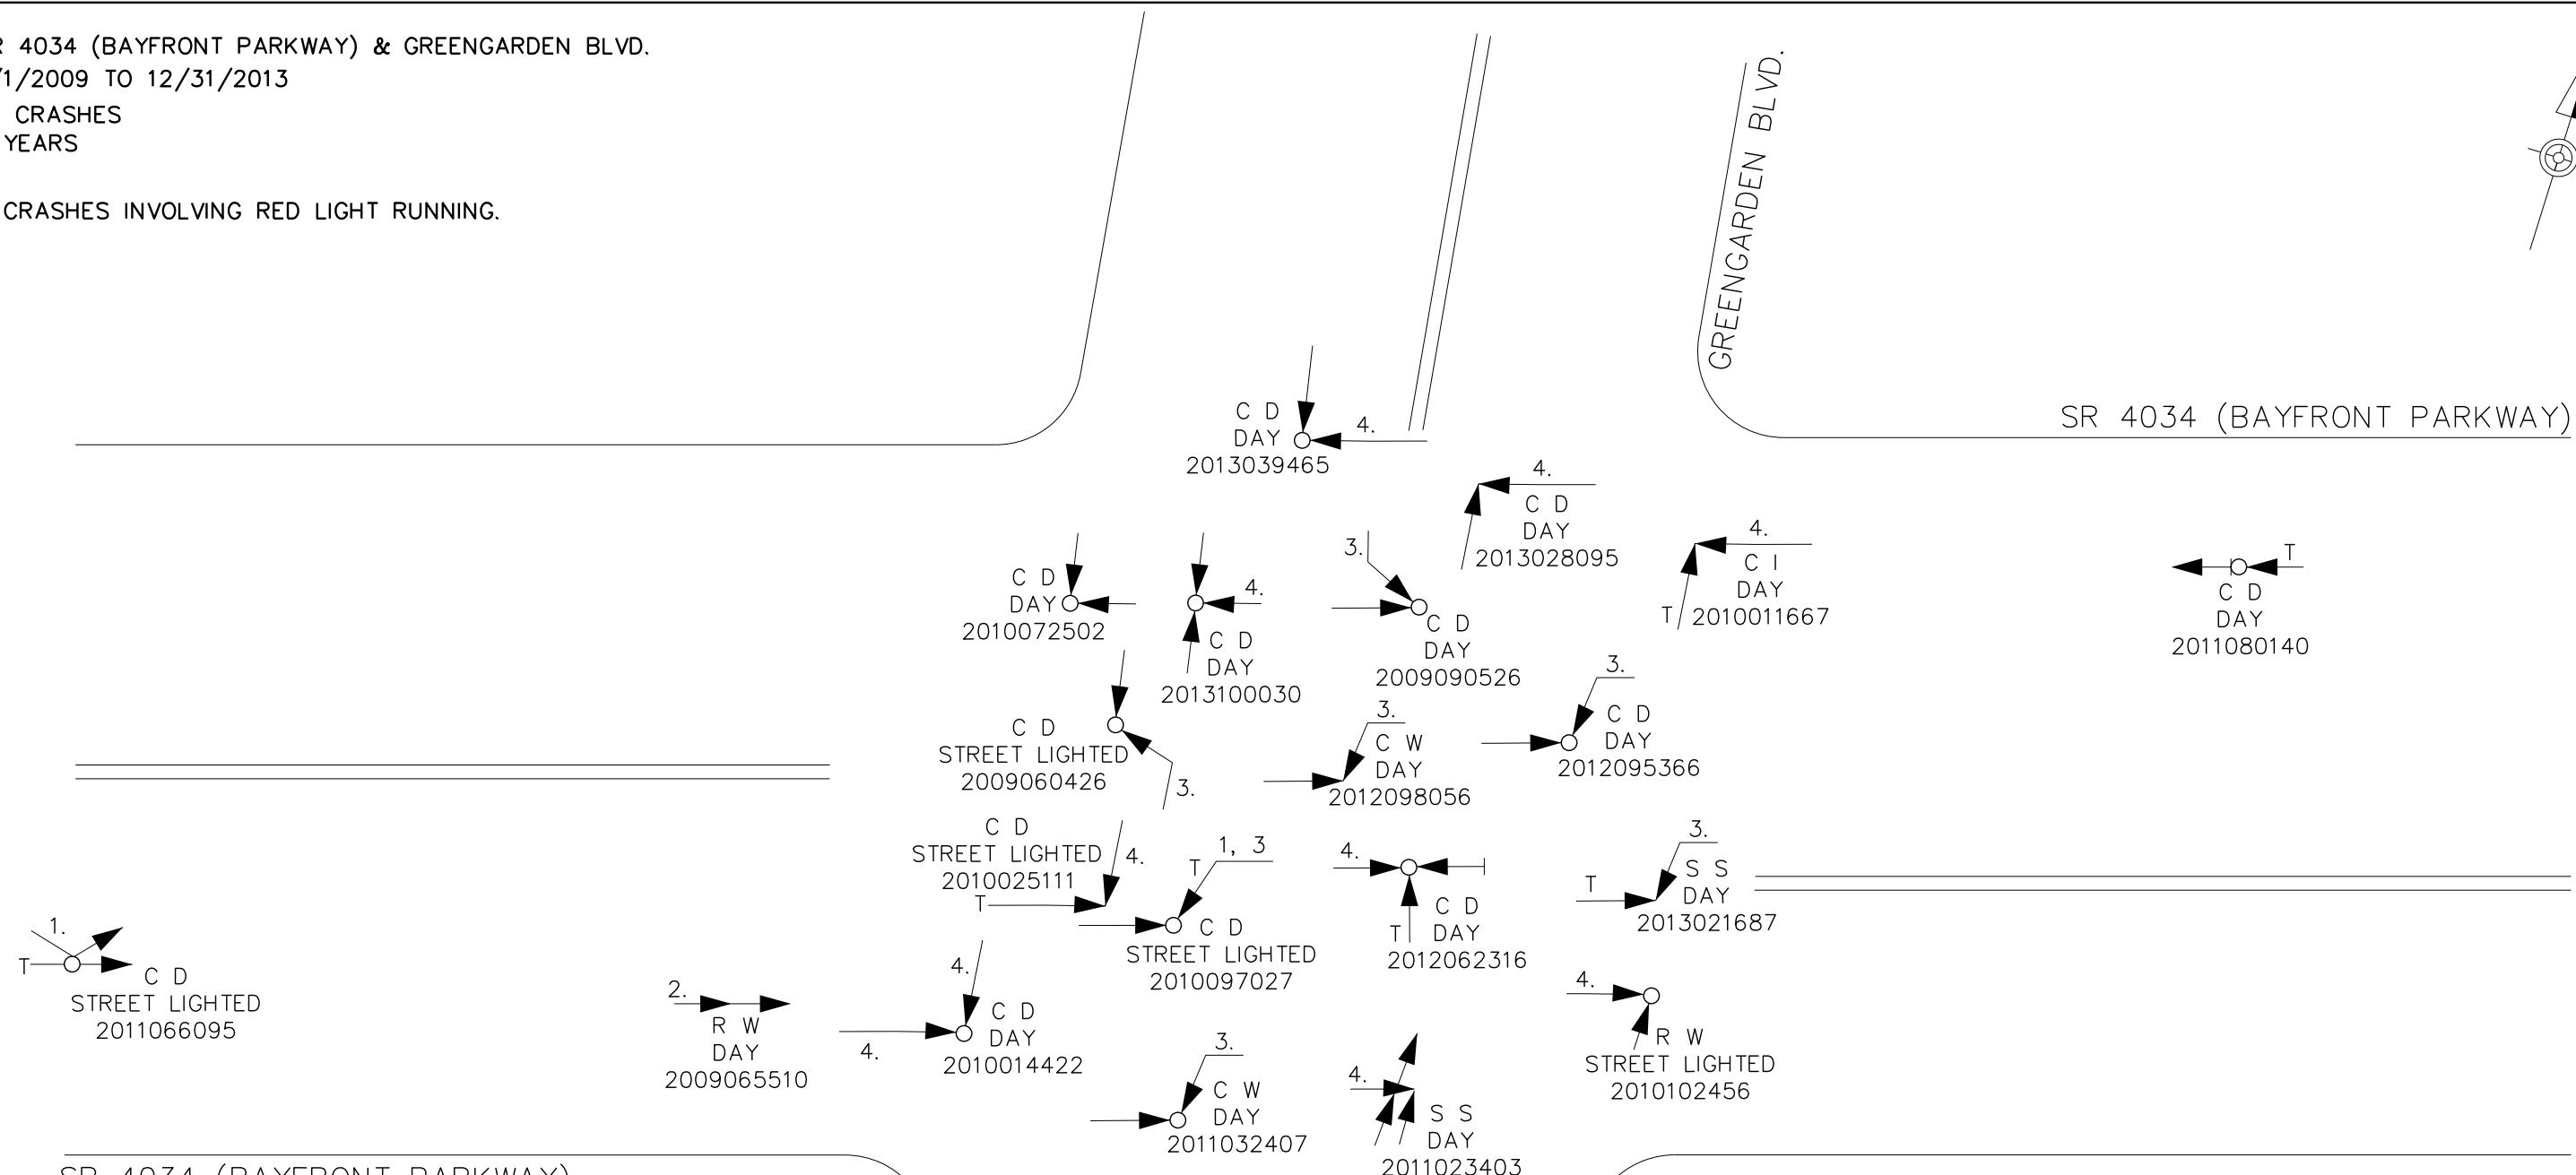 4034 (BAYFRONT PARKWAY) & GREENGARDEN BLVD.
/1/2009 TO 12/31/2013
CRASHES
YEARS
CRASHES INVOLVING RED LIGHT RUNNING.
GREENGARDEN BLVD.
SR 4034 (BAYFRONT PARKWAY)
C D
DAY
4.
2013039465
4.
C D
DAY
2013028095
4.
C I
DAY
T
2010011667
T
C D
DAY
2011080140
C D
DAY
2010072502
4.
C D
DAY
2013100030
3.
C D
DAY
2009090526
C D
STREET LIGHTED
2009060426
3.
3.
C W
DAY
2012098056
3.
C D
DAY
2012095366
C D
STREET LIGHTED
2010025111
4.
T
1, 3
T
C D
STREET LIGHTED
2010097027
4.
T
C D
DAY
2012062316
3.
T
S S
DAY
2013021687
1.
T
C D
STREET LIGHTED
2011066095
2.
R W
DAY
2009065510
4.
4.
C D
DAY
2010014422
3.
C W
DAY
2011032407
4.
S S
DAY
2011023403
4.
R W
STREET LIGHTED
2010102456
SR 4034 (BAYFRONT PARKWAY)